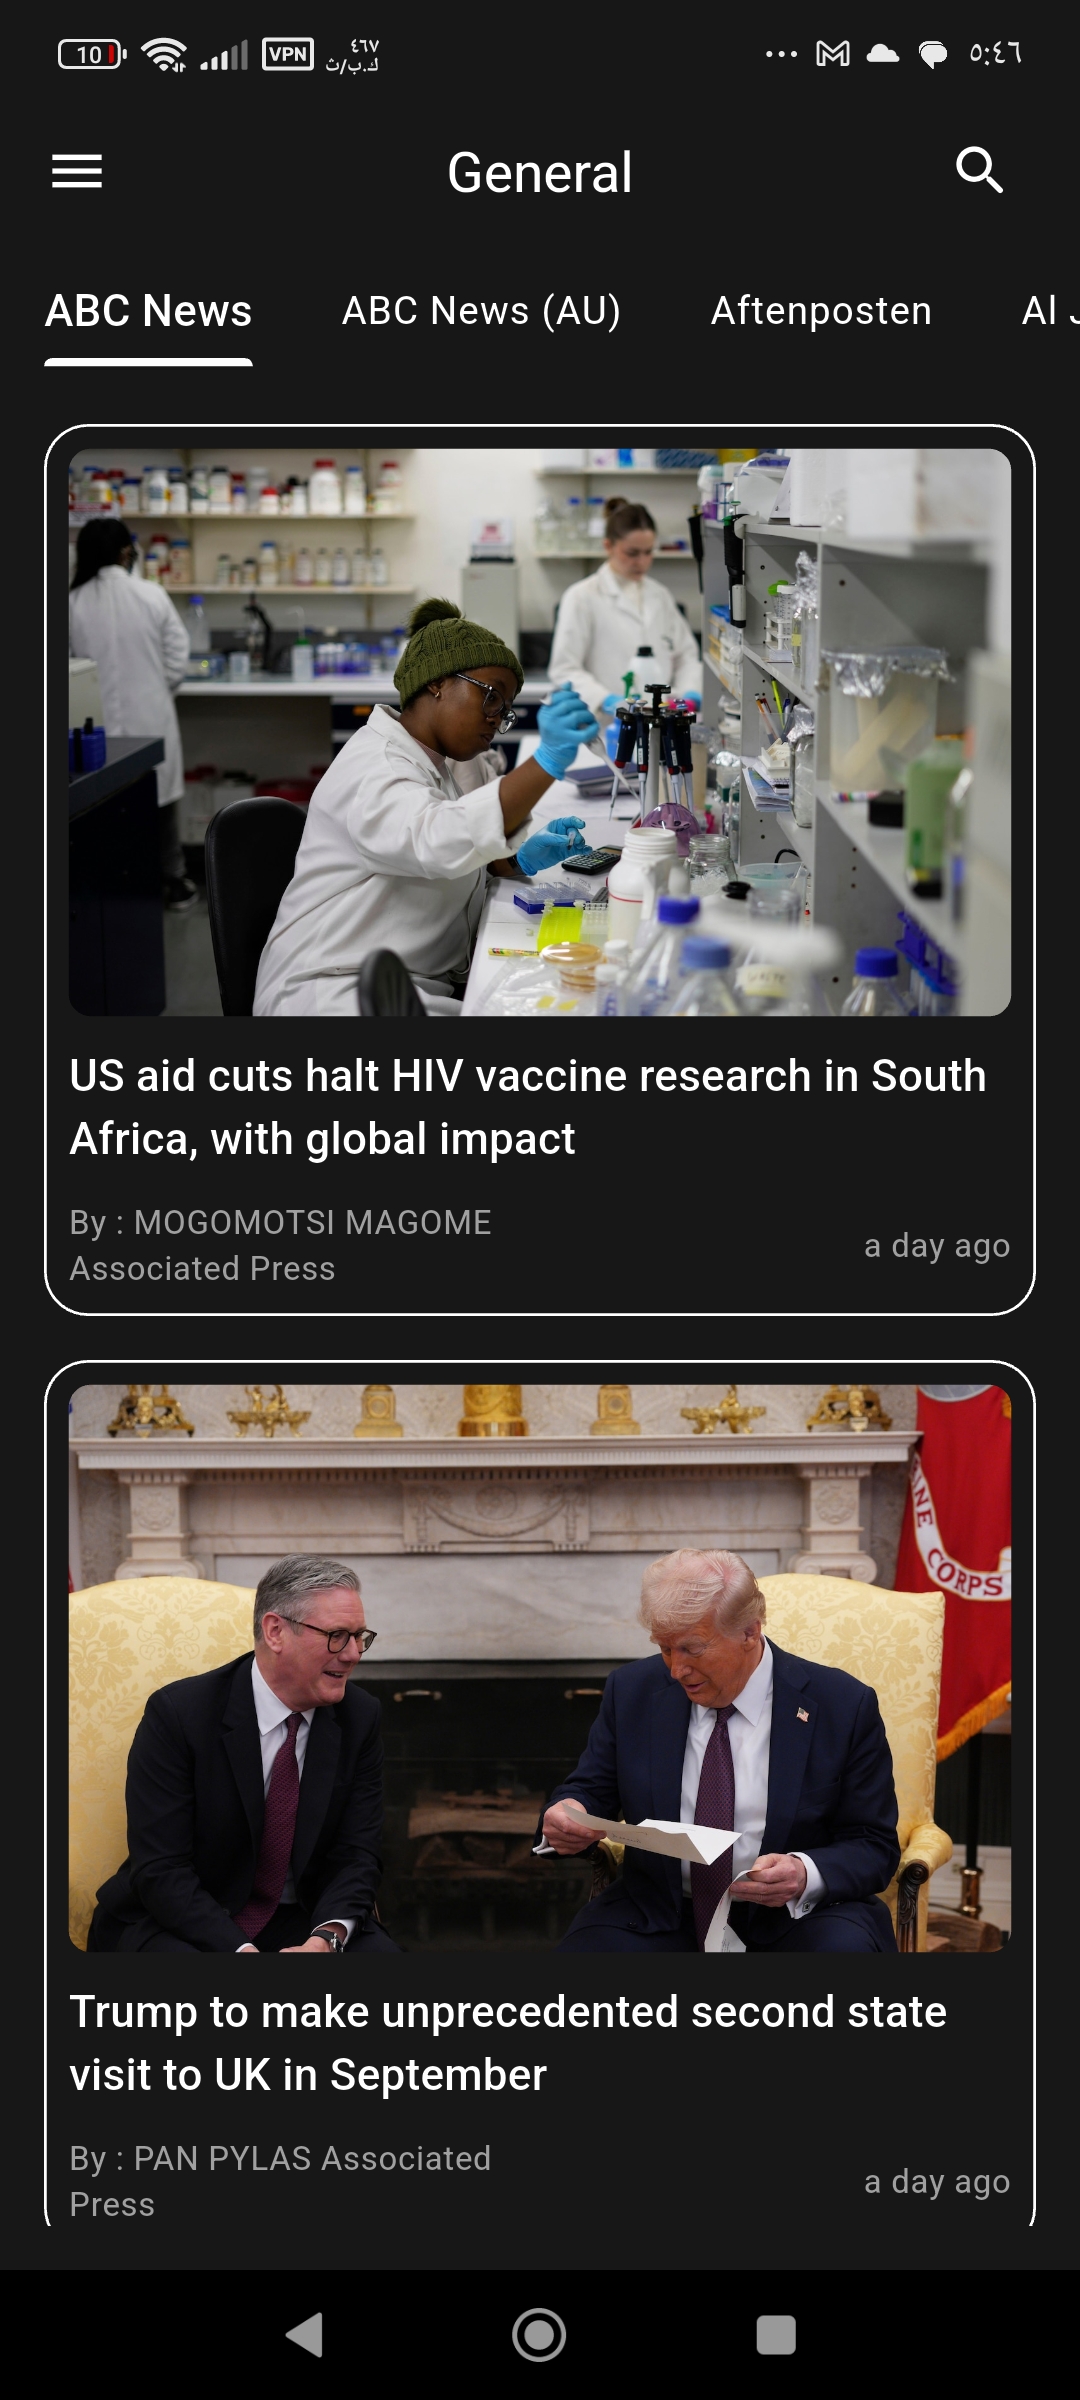 10
VPN
٤٦٧
ك.ب/ث
٥:٤٦
General
ABC News
ABC News (AU)
Aftenposten
Al J
US aid cuts halt HIV vaccine research in South
Africa, with global impact
By : MOGOMOTSI MAGOME
Associated Press
a day ago
INE
CORPS
Trump to make unprecedented second state
visit to UK in September
By : PAN PYLAS Associated
Press
a day ago